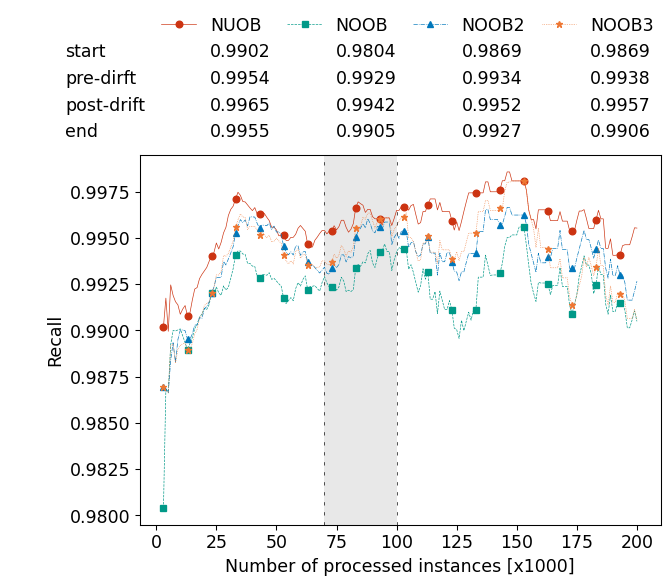 NUOB NOOB NOOB2 NOOB3
start 0.9902 0.9804 0.9869 0.9869
pre-dirft 0.9954 0.9929 0.9934 0.9938
post-drift 0.9965 0.9942 0.9952 0.9957
end 0.9955 0.9905 0.9927 0.9906
0.9975
0.9950
0.9925
0.9900
0.9875
0.9850
0.9825
0.9800
Recall
0 25 50 75 100 125 150 175 200
Number of processed instances [x1000]